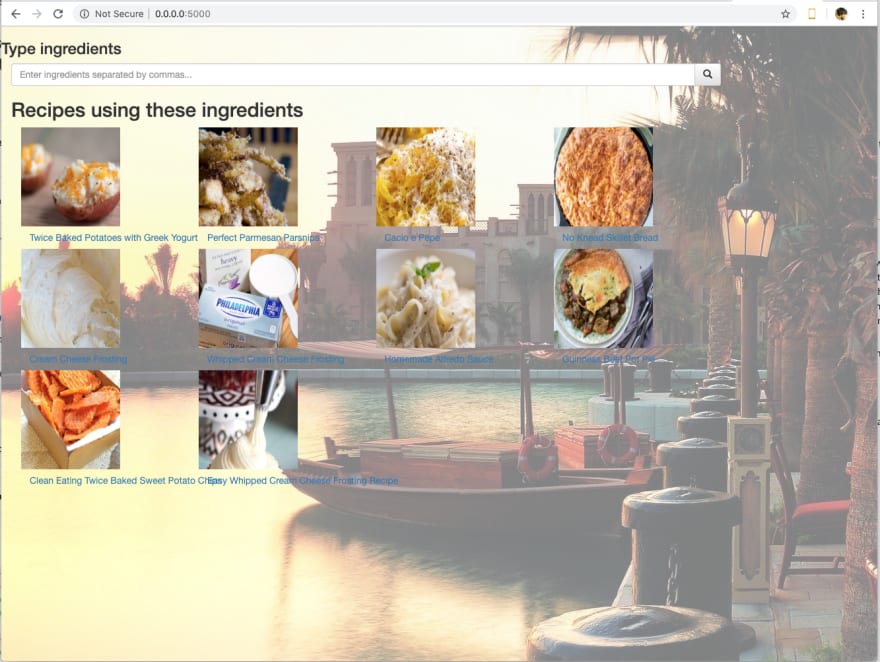 Not Secure | 0.0.0.0:5000
Type ingredients
Enter ingredients separated by commas...
Recipes using these ingredients
Twice Baked Potatoes with Greek Yogurt
Perfect Parmesan Parsnips
Cacio e Pepe
No Knead Skillet Bread
heavy
PHILADELPHIA
Cream Cheese Frosting
Whipped Cream Cheese Frosting
Homemade Alfredo Sauce
Guinness Beef Pot Pie
Clean Eating Twice Baked Sweet Potato Chips
Easy Whipped Cream Cheese Frosting Recipe